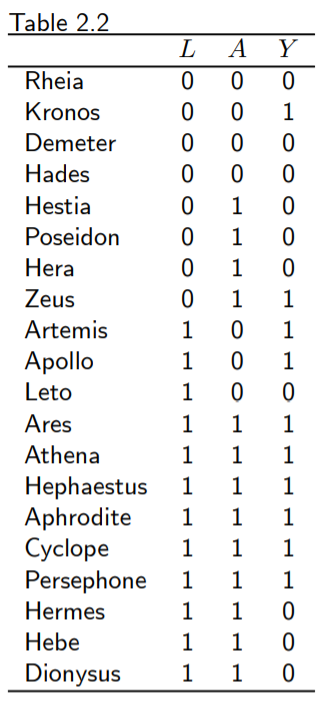 Table 2.2
L A Y
Rheia 0 0 0
Kronos 0 0 1
Demeter 0 0 0
Hades 0 0 0
Hestia 0 1 0
Poseidon 0 1 0
Hera 0 1 0
Zeus 0 1 1
Artemis 1 0 1
Apollo 1 0 1
Leto 1 0 0
Ares 1 1 1
Athena 1 1 1
Hephaestus 1 1 1
Aphrodite 1 1 1
Cyclope 1 1 1
Persephone 1 1 1
Hermes 1 1 0
Hebe 1 1 0
Dionysus 1 1 0